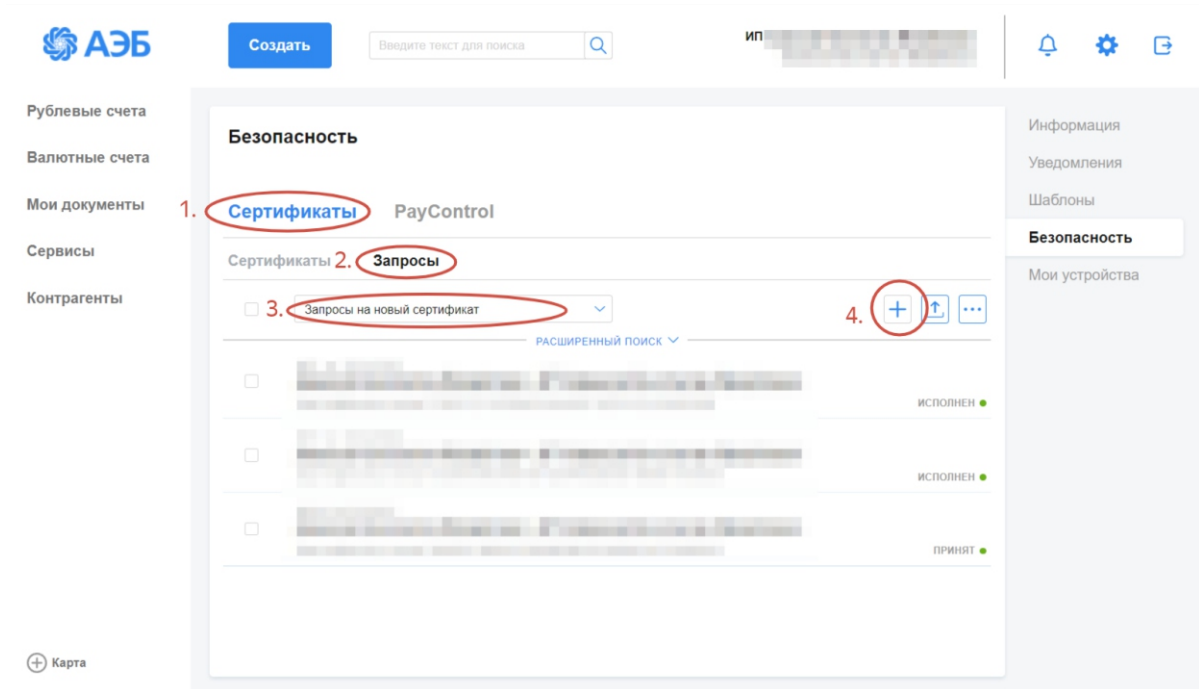 АЭБ
Создать
Введите текст для поиска
ИП
Рублевые счета
Валютные счета
Мои документы
Сервисы
Контрагенты
Карта
Безопасность
1. Сертификаты PayControl
Сертификаты 2. Запросы
3. Запросы на новый сертификат 4.
РАСШИРЕННЫЙ ПОИСК
ИСПОЛНЕН
ИСПОЛНЕН
ПРИНЯТ
Информация
Уведомления
Шаблоны
Безопасность
Мои устройства